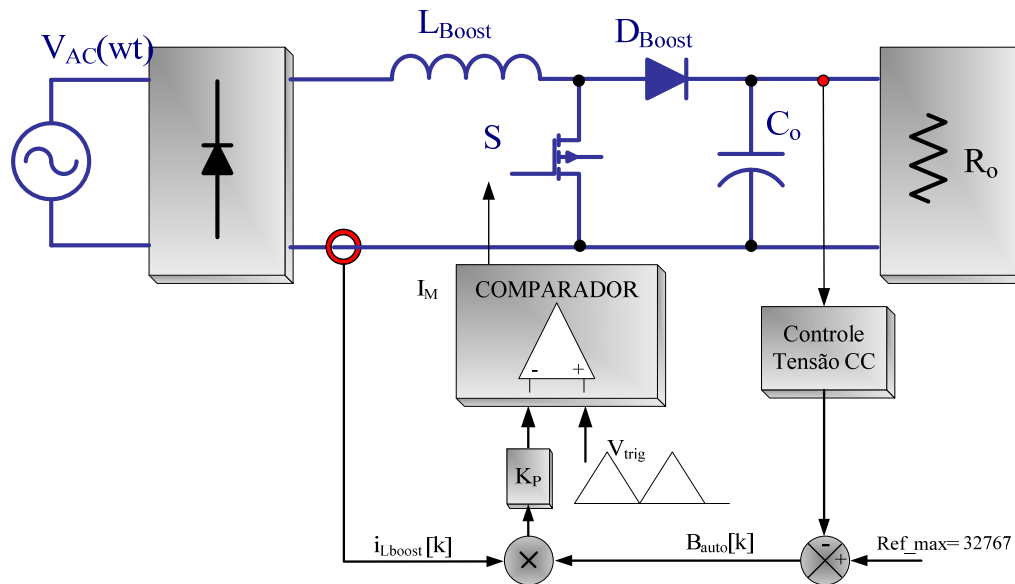 L_Boost
V_AC(wt)
D_Boost
S
C_o
R_o
I_M
COMPARADOR
- +
Controle
Tensão CC
V_trig
K_P
i_Lboost[k]
×
B_auto[k]
-
+
Ref_max= 32767